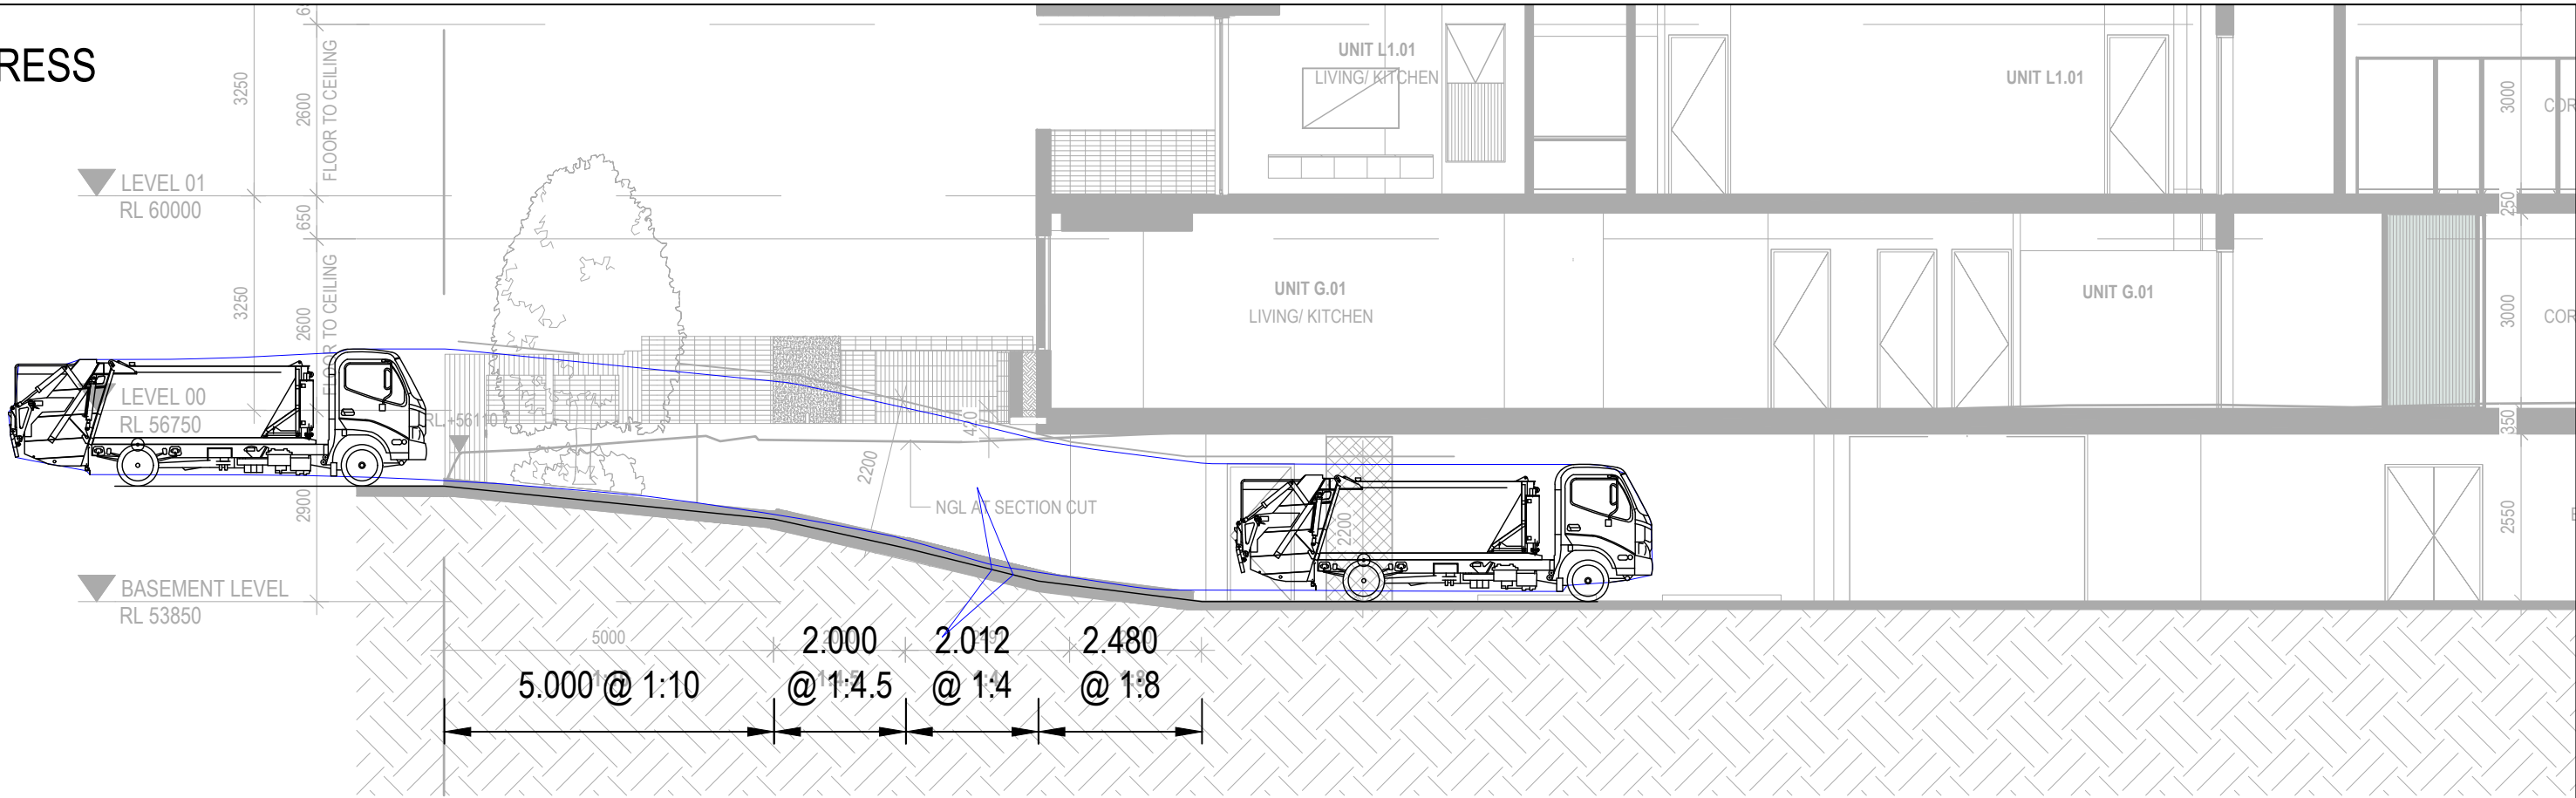 RESS
6
3250
2600
FLOOR TO CEILING
LEVEL 01
RL 60000
650
3250
2600
FLOOR TO CEILING
LEVEL 00
RL 56750
RL +56110
2900
BASEMENT LEVEL
RL 53850
UNIT L1.01
LIVING/ KITCHEN
UNIT L1.01
3000
COR
250
UNIT G.01
LIVING/ KITCHEN
UNIT G.01
3000
COR
350
420
2200
NGL AT SECTION CUT
2200
2550
5000
2.000
2.012
2.480
5.000 @ 1:10
@ 1:4.5
@ 1:4
@ 1:8